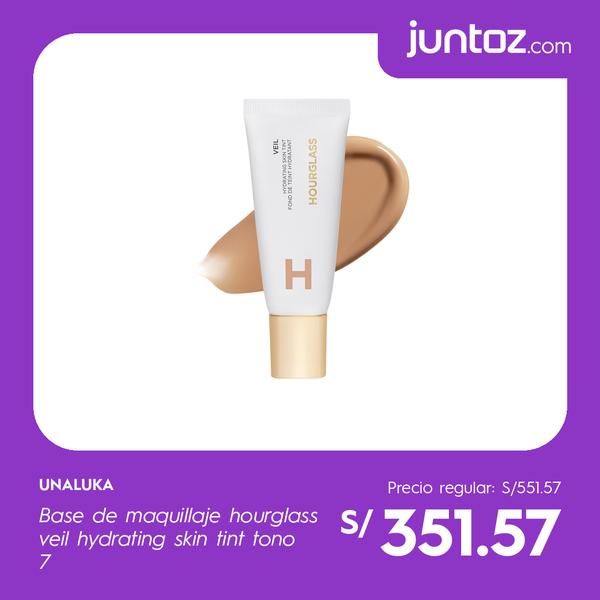 juntoz.com
VEIL
HYDRATING SKIN TINT
FOND DE TEINT HYDRATANT
HOURGLASS
H
UNALUKA
Base de maquillaje hourglass
veil hydrating skin tint tono
7
Precio regular: S/551.57
S/ 351.57